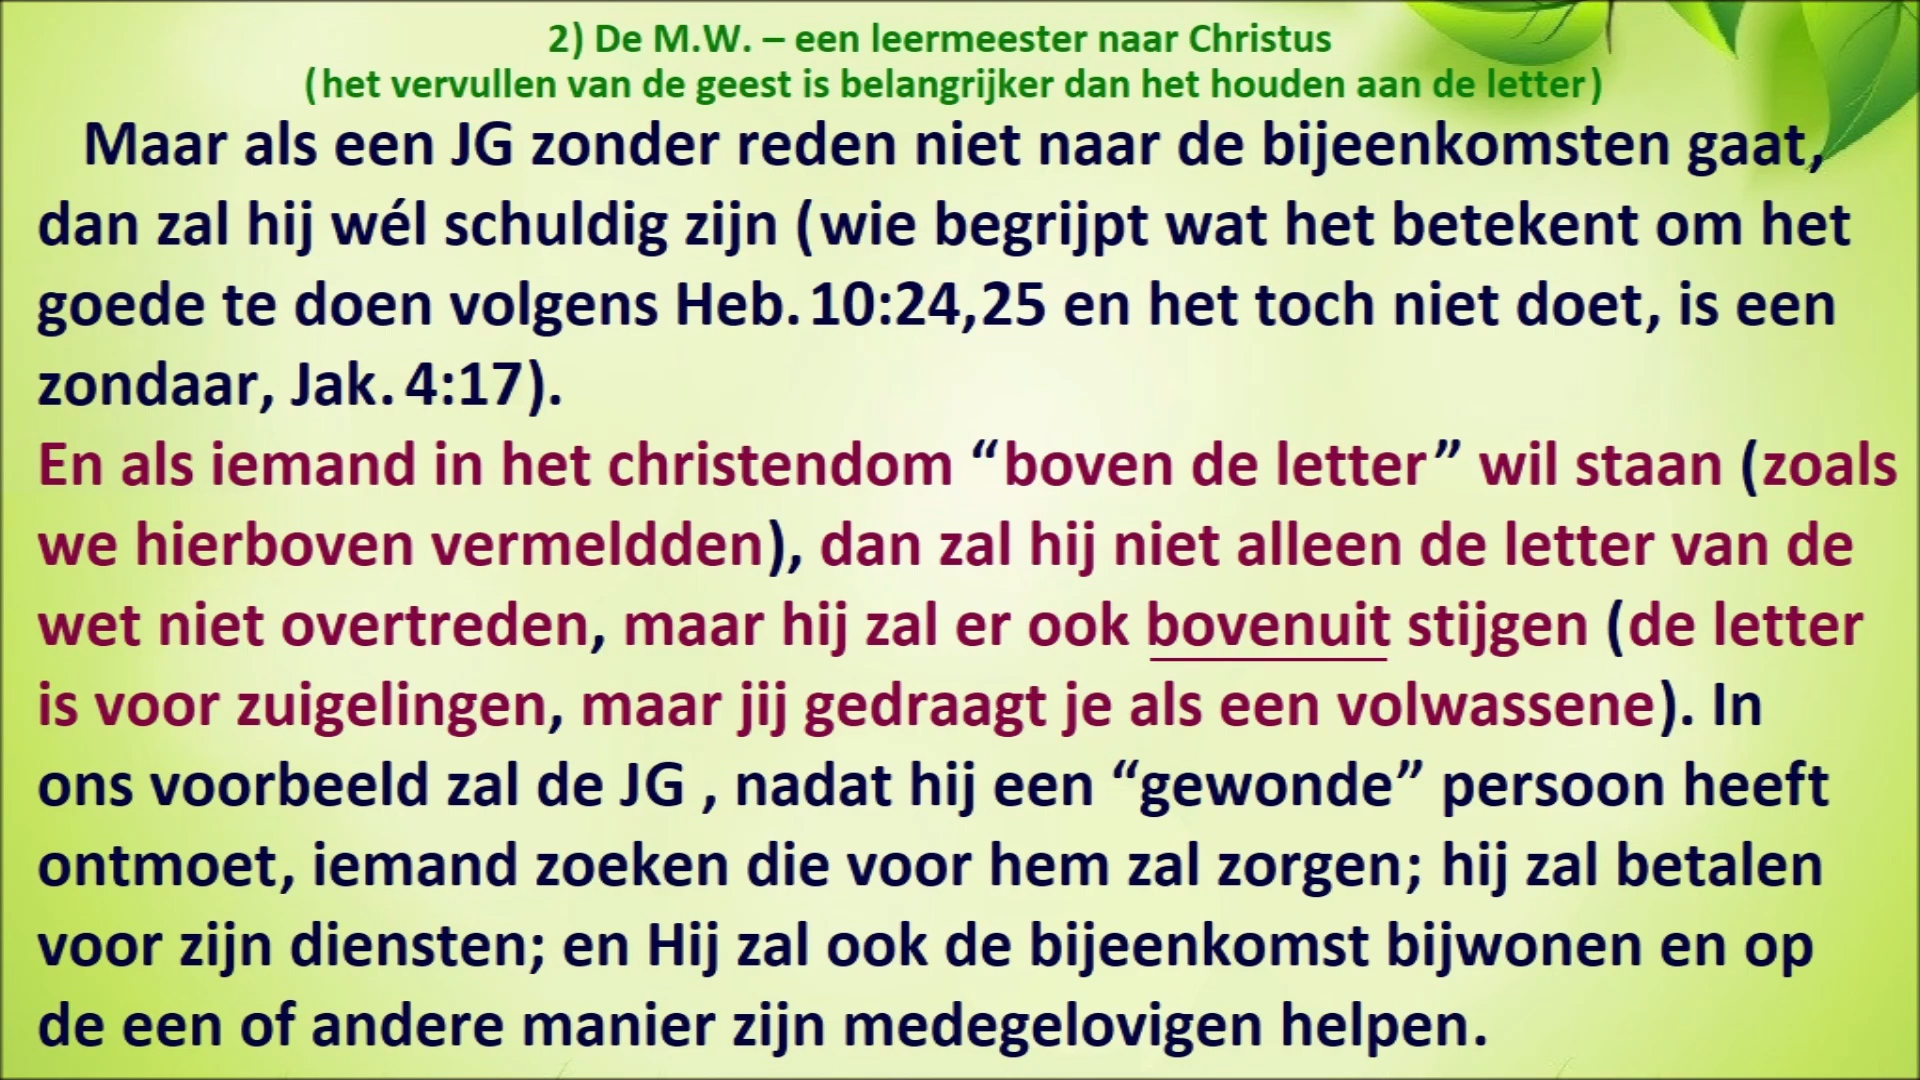 2) De M.W. – een leermeester naar Christus
(het vervullen van de geest is belangrijker dan het houden aan de letter)
Maar als een JG zonder reden niet naar de bijeenkomsten gaat,
dan zal hij wél schuldig zijn (wie begrijpt wat het betekent om het
goede te doen volgens Heb. 10:24,25 en het toch niet doet, is een
zondaar, Jak. 4:17).
En als iemand in het christendom “boven de letter” wil staan (zoals
we hierboven vermeldden), dan zal hij niet alleen de letter van de
wet niet overtreden, maar hij zal er ook bovenuit stijgen (de letter
is voor zuigelingen, maar jij gedraagt je als een volwassene). In
ons voorbeeld zal de JG , nadat hij een “gewonde” persoon heeft
ontmoet, iemand zoeken die voor hem zal zorgen; hij zal betalen
voor zijn diensten; en Hij zal ook de bijeenkomst bijwonen en op
de een of andere manier zijn medegelovigen helpen.